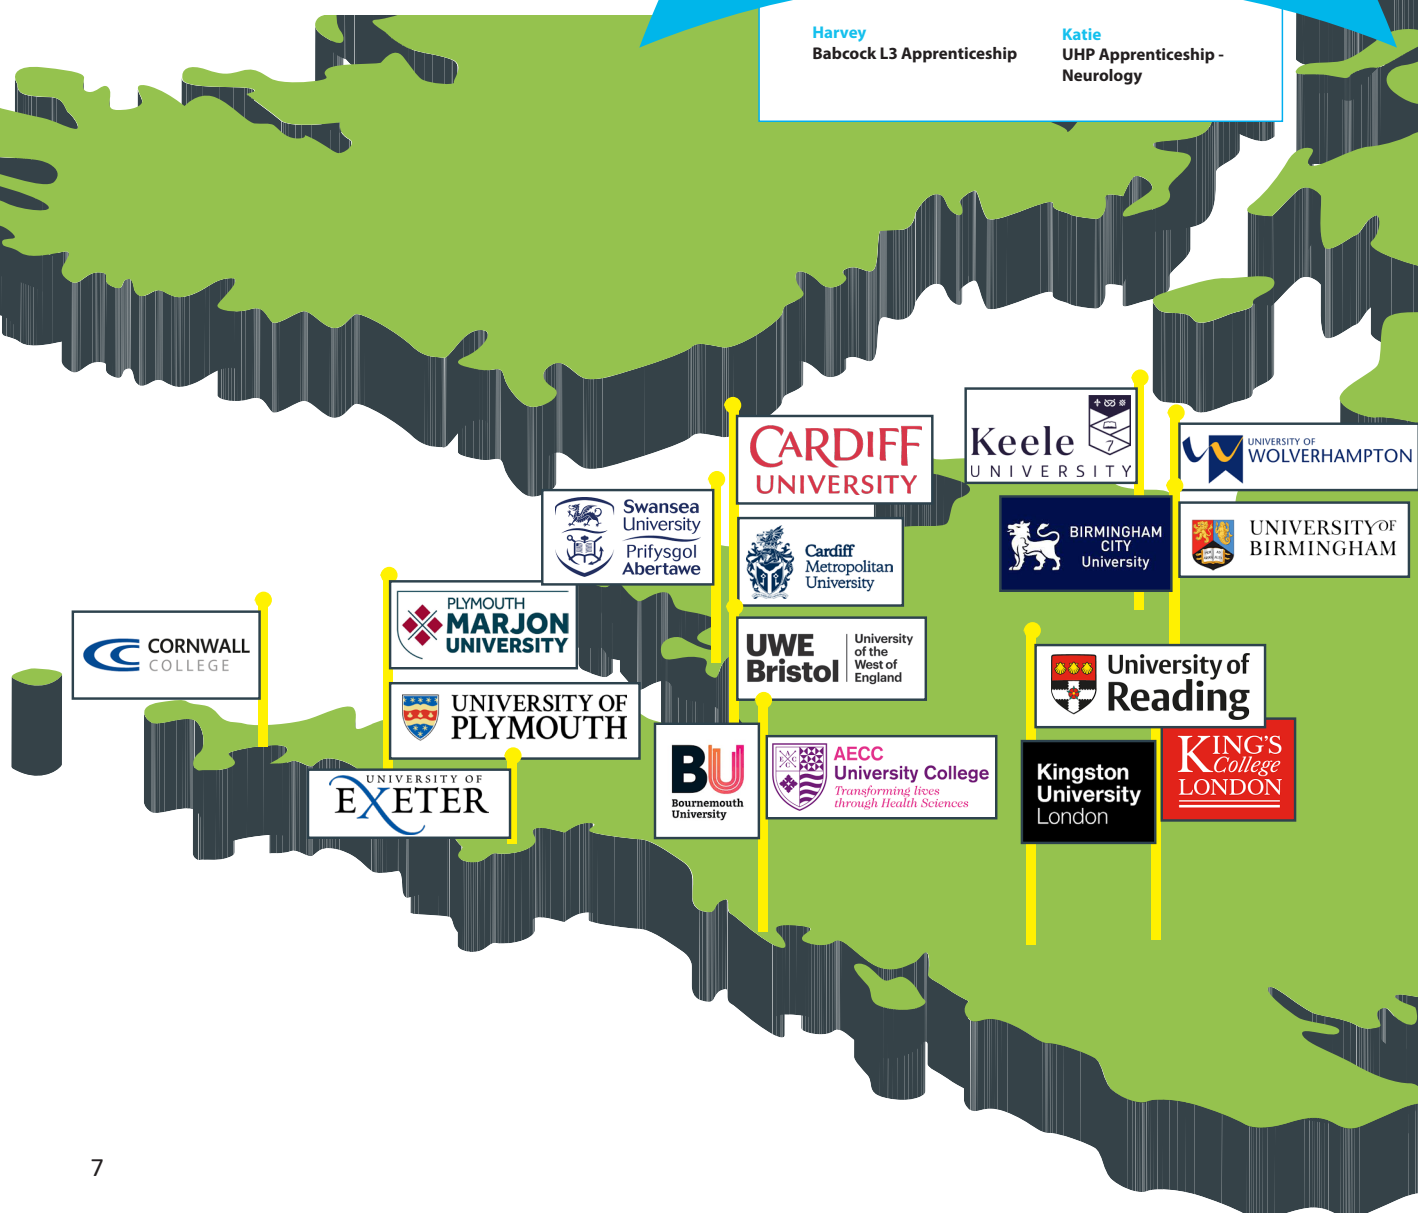 Harvey
Babcock L3 Apprenticeship
Katie
UHP Apprenticeship -
Neurology
CARDIFF
UNIVERSITY
Keele
UNIVERSITY
UNIVERSITY OF
WOLVERHAMPTON
Swansea
University
Prifysgol
Abertawe
Cardiff
Metropolitan
University
BIRMINGHAM
CITY
University
UNIVERSITY OF
BIRMINGHAM
CORNWALL
COLLEGE
PLYMOUTH
MARJON
UNIVERSITY
UWE
Bristol
University
of the
West of
England
University of
Reading
UNIVERSITY OF
PLYMOUTH
UNIVERSITY OF
EXETER
BU
Bournemouth
University
AECC
University College
Transforming lives
through Health Sciences
Kingston
University
London
KING'S
College
LONDON
7